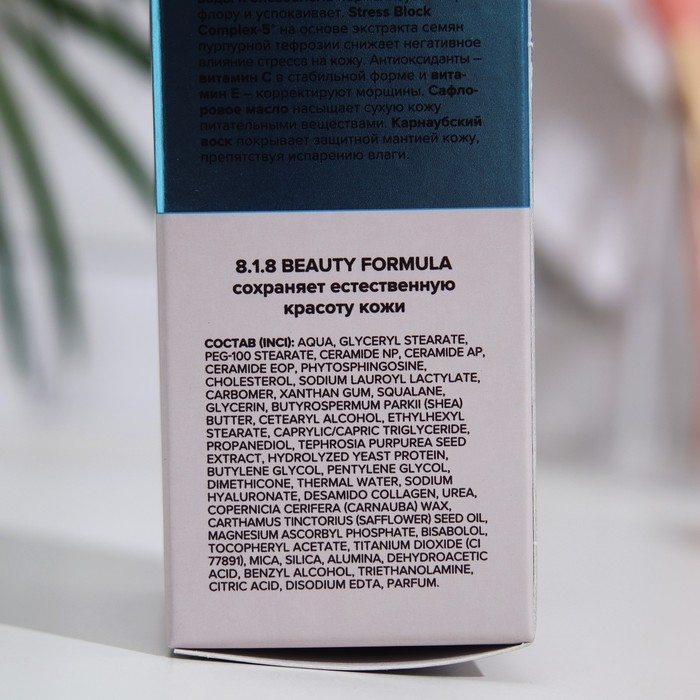 флору и успокаивает. Stress Block
Complex-5* на основе экстракта семян
пурпурной тефрозии снижает негативное
влияние стресса на кожу. Антиоксиданты –
витамин С в стабильной форме и вита-
мин Е – корректируют морщины. Сафло-
ровое масло насыщает сухую кожу
питательными веществами. Карнаубский
воск покрывает защитной мантией кожу,
препятствуя испарению влаги.
8.1.8 BEAUTY FORMULA
сохраняет естественную
красоту кожи
СОСТАВ (INCI): AQUA, GLYCERYL STEARATE,
PEG-100 STEARATE, CERAMIDE NP, CERAMIDE AP,
CERAMIDE EOP, PHYTOSPHINGOSINE,
CHOLESTEROL, SODIUM LAUROYL LACTYLATE,
CARBOMER, XANTHAN GUM, SQUALANE,
GLYCERIN, BUTYROSPERMUM PARKII (SHEA)
BUTTER, CETEARYL ALCOHOL, ETHYLHEXYL
STEARATE, CAPRYLIC/CAPRIC TRIGLYCERIDE,
PROPANEDIOL, TEPHROSIA PURPUREA SEED
EXTRACT, HYDROLYZED YEAST PROTEIN,
BUTYLENE GLYCOL, PENTYLENE GLYCOL,
DIMETHICONE, THERMAL WATER, SODIUM
HYALURONATE, DESAMIDO COLLAGEN, UREA,
COPERNICIA CERIFERA (CARNAUBA) WAX,
CARTHAMUS TINCTORIUS (SAFFLOWER) SEED OIL,
MAGNESIUM ASCORBYL PHOSPHATE, BISABOLOL,
TOCOPHERYL ACETATE, TITANIUM DIOXIDE (CI
77891), MICA, SILICA, ALUMINA, DEHYDROACETIC
ACID, BENZYL ALCOHOL, TRIETHANOLAMINE,
CITRIC ACID, DISODIUM EDTA, PARFUM.